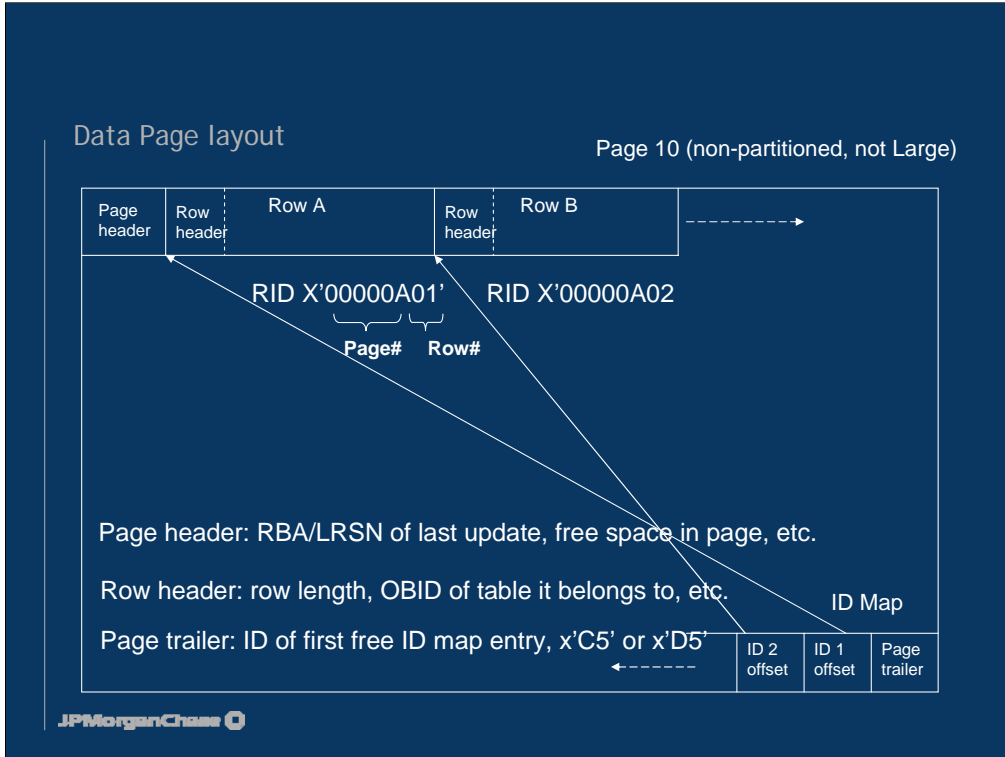 Data Page layout
Page 10 (non-partitioned, not Large)
Page header
Row header
Row A
Row header
Row B
RID X'00000A01’
RID X'00000A02
Page#
Row#
Page header: RBA/LRSN of last update, free space in page, etc.
Row header: row length, OBID of table it belongs to, etc.
ID Map
Page trailer: ID of first free ID map entry, x'C5’ or x'D5’
ID 2 offset
ID 1 offset
Page trailer
JPMorganChase